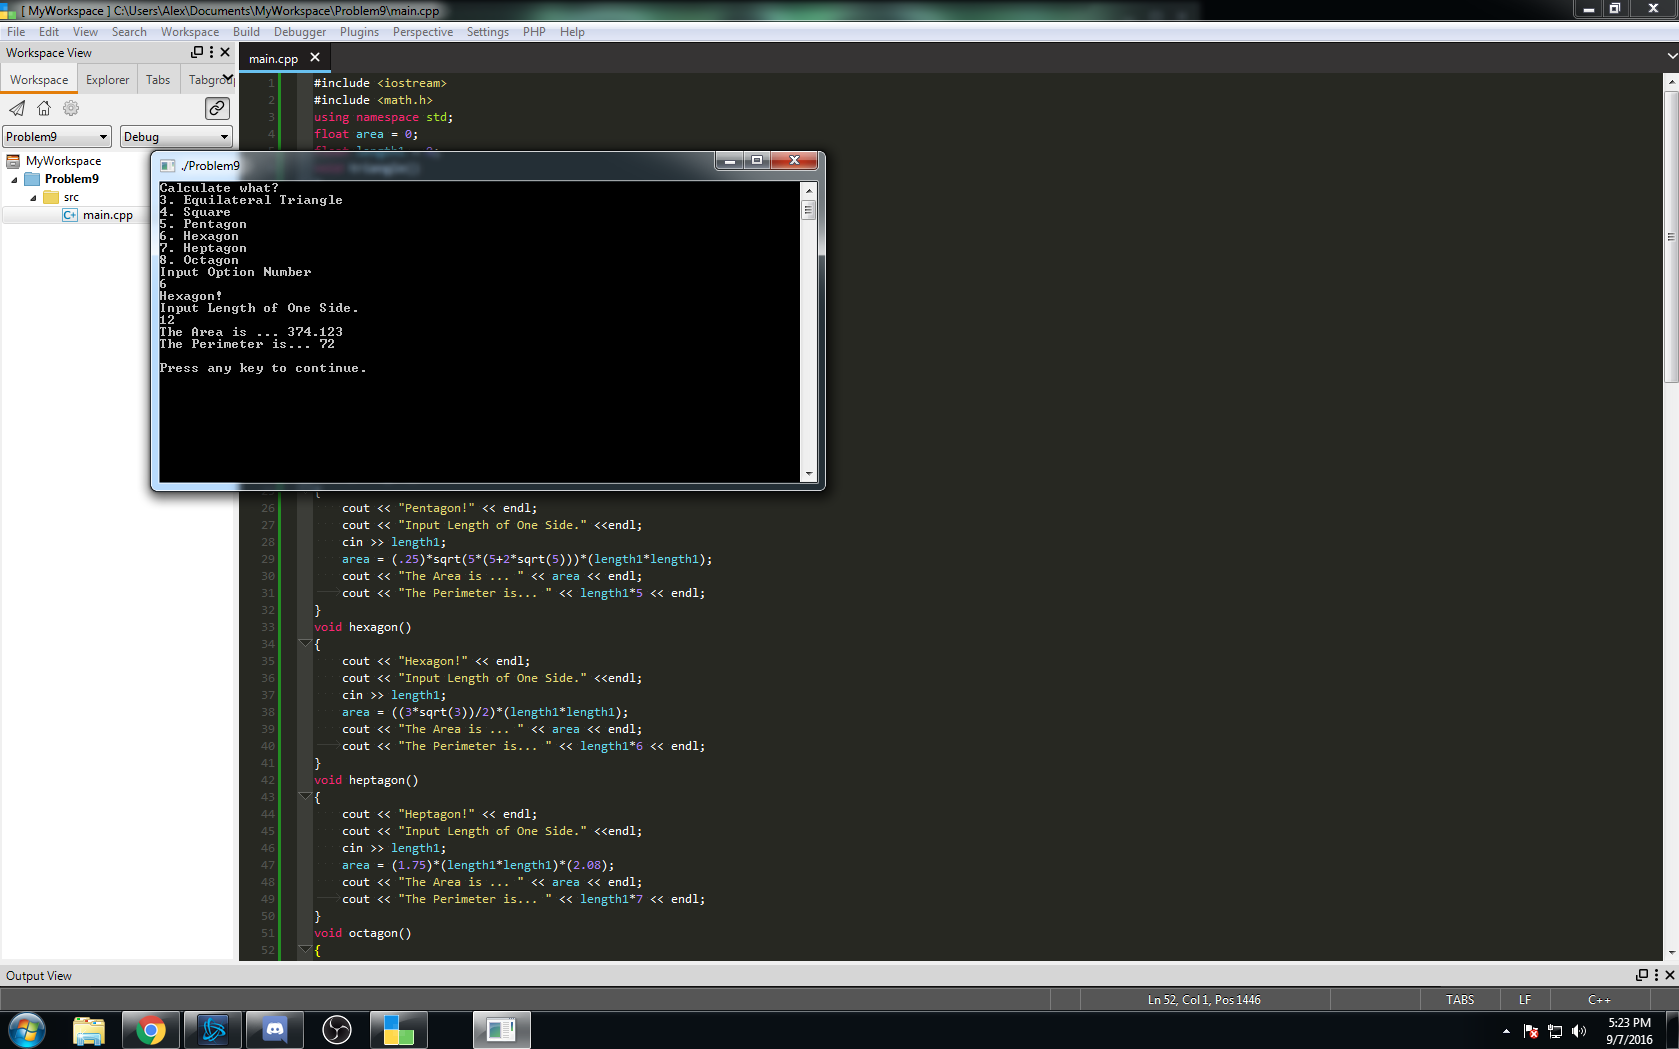 [ MyWorkspace ] C:\Users\Alex\Documents\MyWorkspace\Problem9\main.cpp
File Edit View Search Workspace Build Debugger Plugins Perspective Settings PHP Help
Workspace View
main.cpp
Workspace Explorer Tabs
Problem9 Debug
MyWorkspace
Problem9
src
main.cpp
1 #include <iostream>
2 #include <math.h>
3 using namespace std;
4 float area = 0;
./Problem9
Calculate what?
3. Equilateral Triangle
4. Square
5. Pentagon
6. Hexagon
7. Heptagon
8. Octagon
Input Option Number
6
Hexagon!
Input Length of One Side.
12
The Area is ... 374.123
The Perimeter is... 72
Press any key to continue.
{
26 cout << "Pentagon!" << endl;
27 cout << "Input Length of One Side." <<endl;
28 cin >> length1;
29 area = (.25)*sqrt(5*(5+2*sqrt(5)))*(length1*length1);
30 cout << "The Area is ... " << area << endl;
31 cout << "The Perimeter is... " << length1*5 << endl;
32 }
33 void hexagon()
34 {
35 cout << "Hexagon!" << endl;
36 cout << "Input Length of One Side." <<endl;
37 cin >> length1;
38 area = ((3*sqrt(3))/2)*(length1*length1);
39 cout << "The Area is ... " << area << endl;
40 cout << "The Perimeter is... " << length1*6 << endl;
41 }
42 void heptagon()
43 {
44 cout << "Heptagon!" << endl;
45 cout << "Input Length of One Side." <<endl;
46 cin >> length1;
47 area = (1.75)*(length1*length1)*(2.08);
48 cout << "The Area is ... " << area << endl;
49 cout << "The Perimeter is... " << length1*7 << endl;
50 }
51 void octagon()
52 {
Output View
Ln 52, Col 1, Pos 1446 TABS LF C++
5:23 PM
9/7/2016